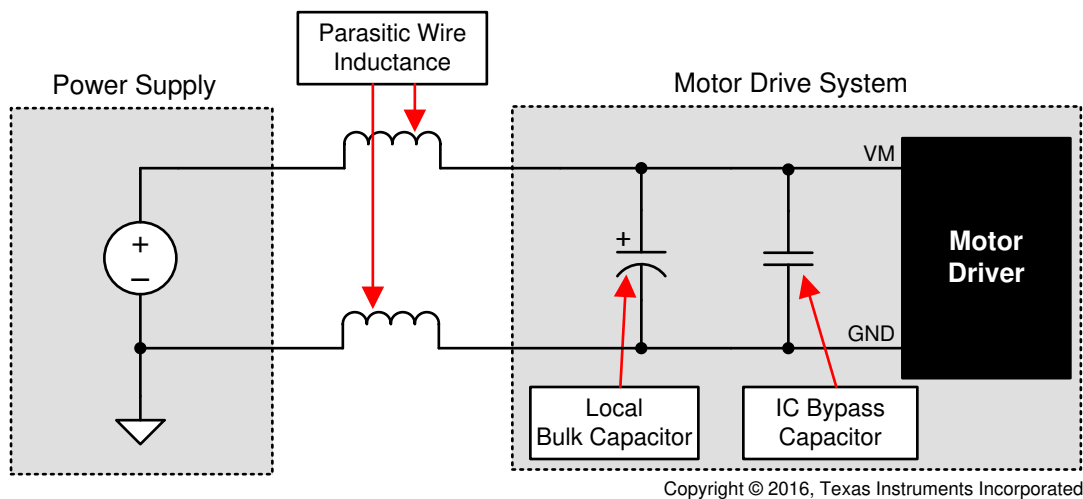 Parasitic Wire
Inductance
Power Supply
Motor Drive System
VM
+
–
+
Motor
Driver
GND
Local
Bulk Capacitor
IC Bypass
Capacitor
Copyright © 2016, Texas Instruments Incorporated